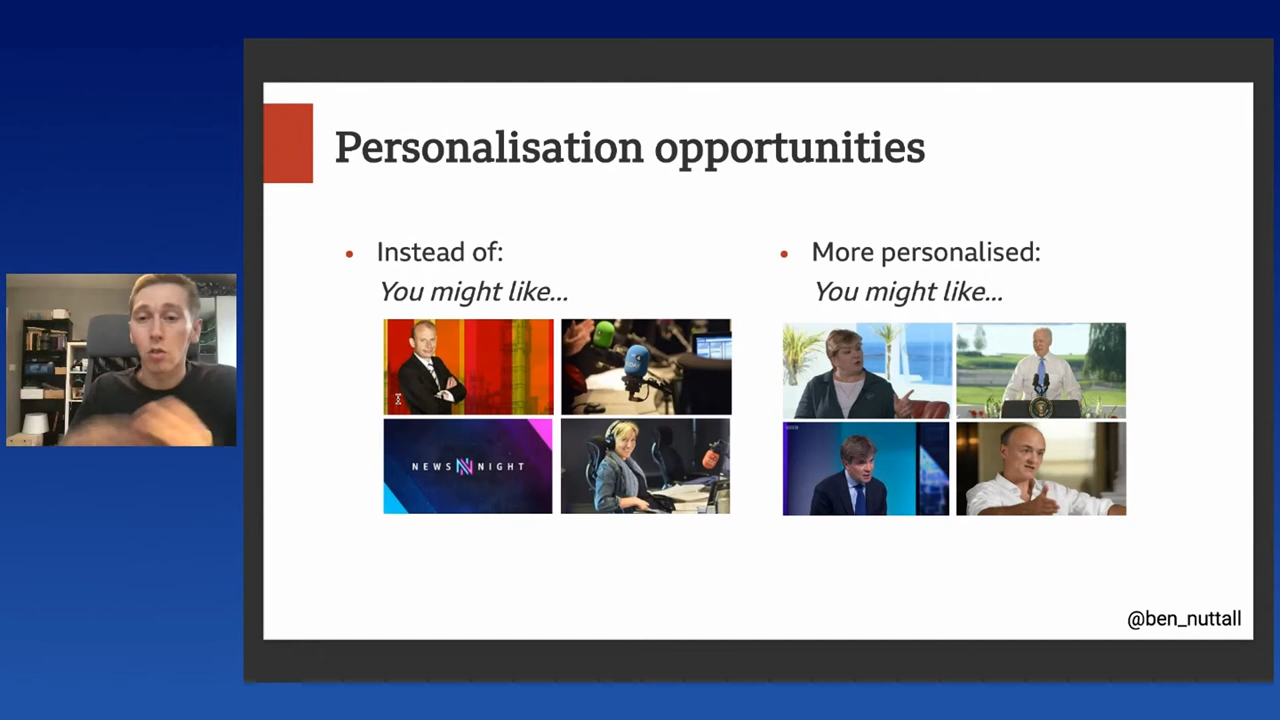 Personalisation opportunities
Instead of:
You might like...
NEWS NIGHT
More personalised:
You might like...
@ben_nuttall